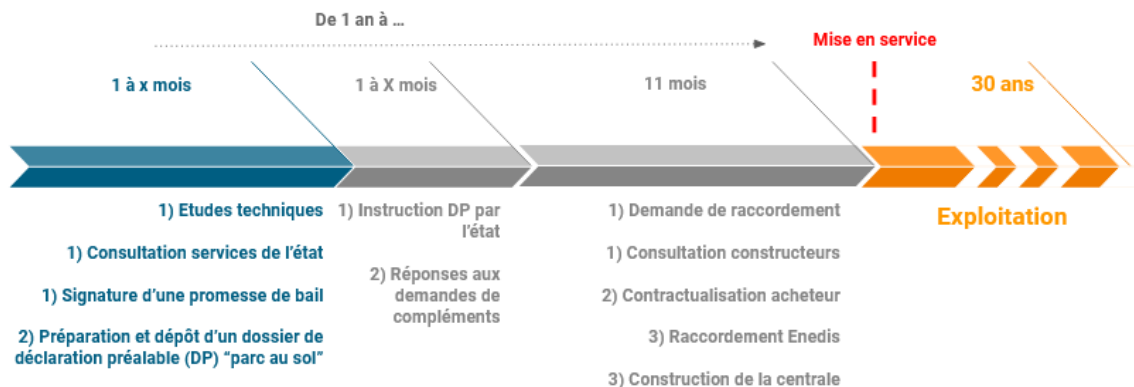 De 1 an à ...
Mise en service
1 à x mois
1 à X mois
11 mois
30 ans
1) Etudes techniques
1) Consultation services de l'état
1) Signature d'une promesse de bail
2) Préparation et dépôt d'un dossier de
déclaration préalable (DP) “parc au sol”
1) Instruction DP par
l'état
2) Réponses aux
demandes de
compléments
1) Demande de raccordement
1) Consultation constructeurs
2) Contractualisation acheteur
3) Raccordement Enedis
3) Construction de la centrale
Exploitation